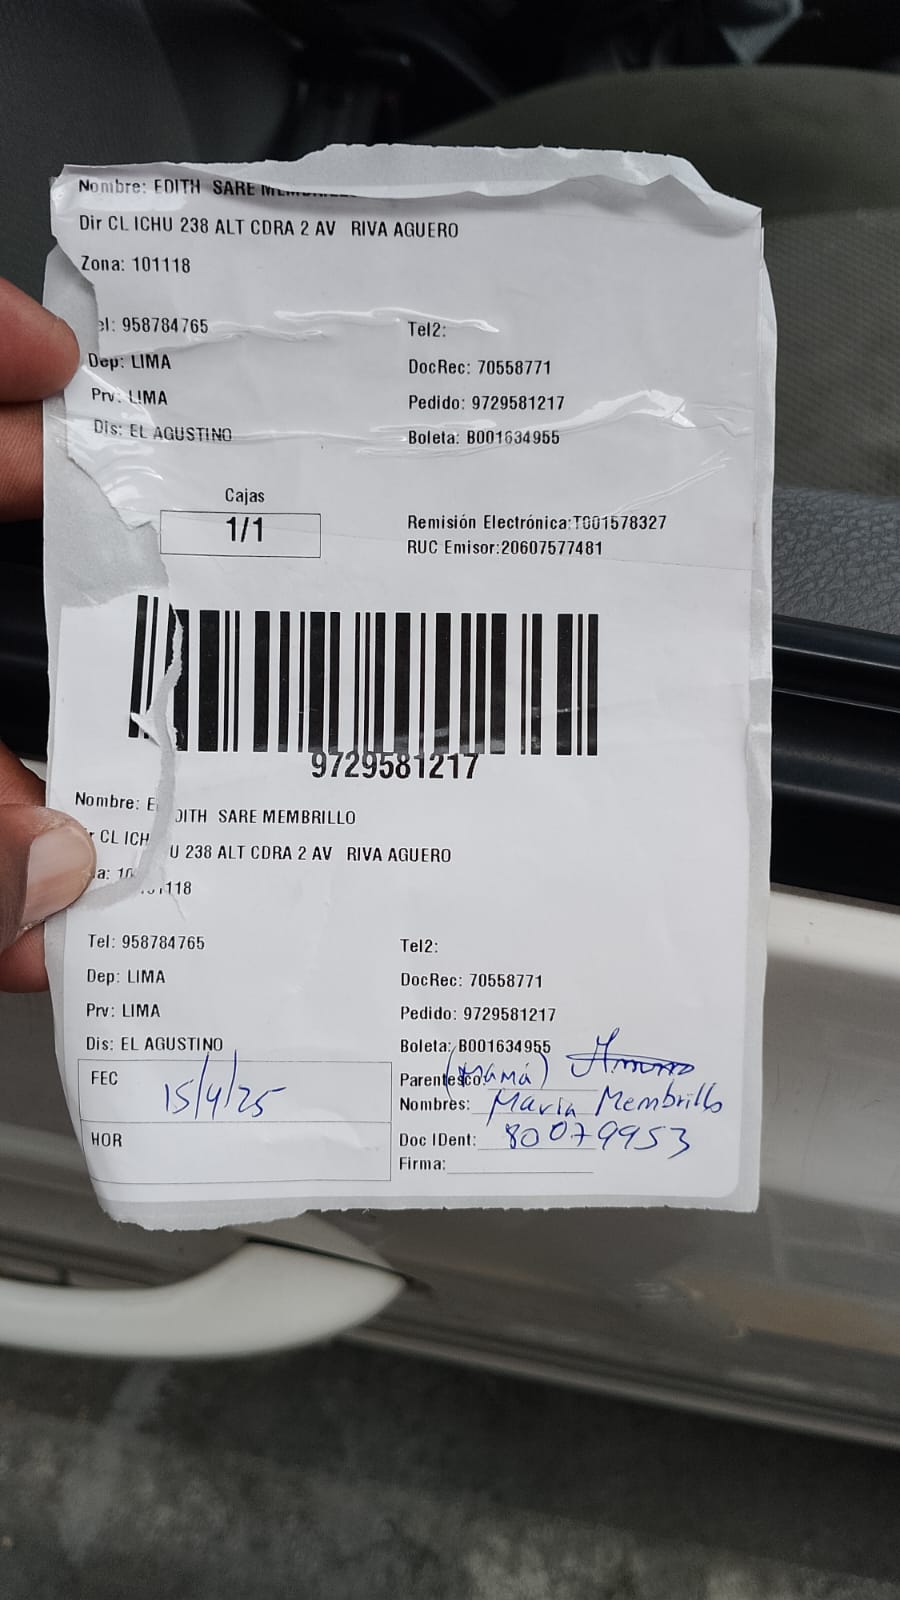 Nombre: EDITH SARE
Dir CL ICHU 238 ALT CDRA 2 AV RIVA AGUERO
Zona: 101118
el: 958784765 Tel2:
Dep: LIMA DocRec: 70558771
Prv: LIMA Pedido: 9729581217
Dis: EL AGUSTINO Boleta: B001634955
Cajas
1/1
Remisión Electrónica:T001578327
RUC Emisor:20607577481
9729581217
Nombre: E DITH SARE MEMBRILLO
r CL ICH U 238 ALT CDRA 2 AV RIVA AGUERO
a: 10 101118
Tel: 958784765 Tel2:
Dep: LIMA DocRec: 70558771
Prv: LIMA Pedido: 9729581217
Dis: EL AGUSTINO Boleta: B001634955
FEC 15/4/25 Parentesco: (Mamá)
Nombres: Maria Membrillo
HOR Doc IDent: 80079953
Firma: